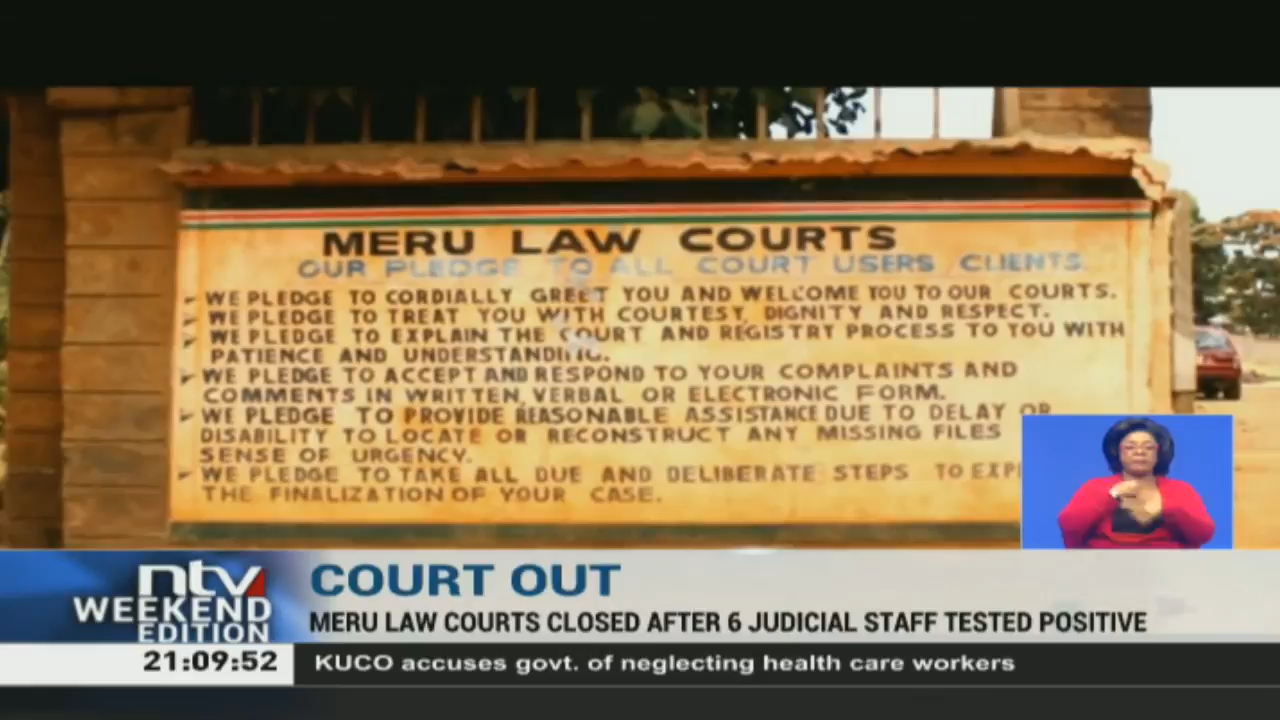 MERU LAW COURTS
OUR PLEDGE TO ALL COURT USERS CLIENTS
WE PLEDGE TO CORDIALLY GREET YOU AND WELCOME YOU TO OUR COURTS.
WE PLEDGE TO TREAT YOU WITH COURTESY, DIGNITY AND RESPECT.
WE PLEDGE TO EXPLAIN THE COURT AND REGISTRY PROCESS TO YOU WITH
PATIENCE AND UNDERSTANDING.
WE PLEDGE TO ACCEPT AND RESPOND TO YOUR COMPLAINTS AND
COMMENTS IN WRITTEN, VERBAL OR ELECTRONIC FORM.
WE PLEDGE TO PROVIDE REASONABLE ASSISTANCE DUE TO DELAY OR
DISABILITY TO LOCATE OR RECONSTRUCT ANY MISSING FILES
SENSE OF URGENCY.
WE PLEDGE TO TAKE ALL DUE AND DELIBERATE STEPS TO
THE FINALIZATION OF YOUR CASE.
ntv
WEEKEND
EDITION
COURT OUT
MERU LAW COURTS CLOSED AFTER 6 JUDICIAL STAFF TESTED POSITIVE
21:09:52
KUCO accuses govt. of neglecting health care workers